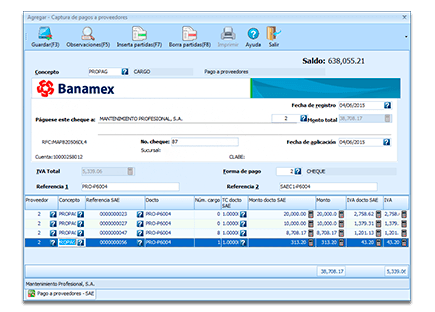 Agregar - Captura de pagos a proveedores
Guardar(F3) Observaciones(F5) Inserta partidas(F7) Borra partidas(F8) Imprimir Ayuda Salir
Saldo: 638,055.21
Concepto PROPAG ? CARGO Pago a proveedores
Banamex
Fecha de registro 04/06/2015 ?
Páguese este cheque a: MANTENIMIENTO PROFESIONAL, S.A. 2 ? Monto total 38,708.17
RFC: No. cheque: 87 Fecha de aplicación 04/06/2015 ?
Sucursal:
Cuenta: CLABE:
IVA Total 5,339.06 Forma de pago 2 ? CHEQUE
Referencia 1 PRO-P6004 Referencia 2 SAEC1-P6004
Proveedor Concepto Referencia SAE Docto Núm. cargo TC docto SAE Monto docto SAE Monto IVA docto SAE IVA
2 ? PROPAG ? 0000000023 ? PRO-P6004 1.0000 20,000.00 20,000.00 2,758.62 2,758.
2 ? PROPAG ? 0000000027 ? PRO-P6004 1.0000 10,000.00 10,000. 1,379.31 1,379.
2 ? PROPAG ? 0000000047 ? PRO-P6004 8 1.0000 8,708.17 8,708.17 1,201.13 1,201.
2 ? PROPAG ? 0000000056 ? PRO-P6004 1 1.0000 313.20 313.20 43.20 43.20
38,708.17 5,339.06
Mantenimiento Profesional, S.A.
Pago a proveedores - SAE